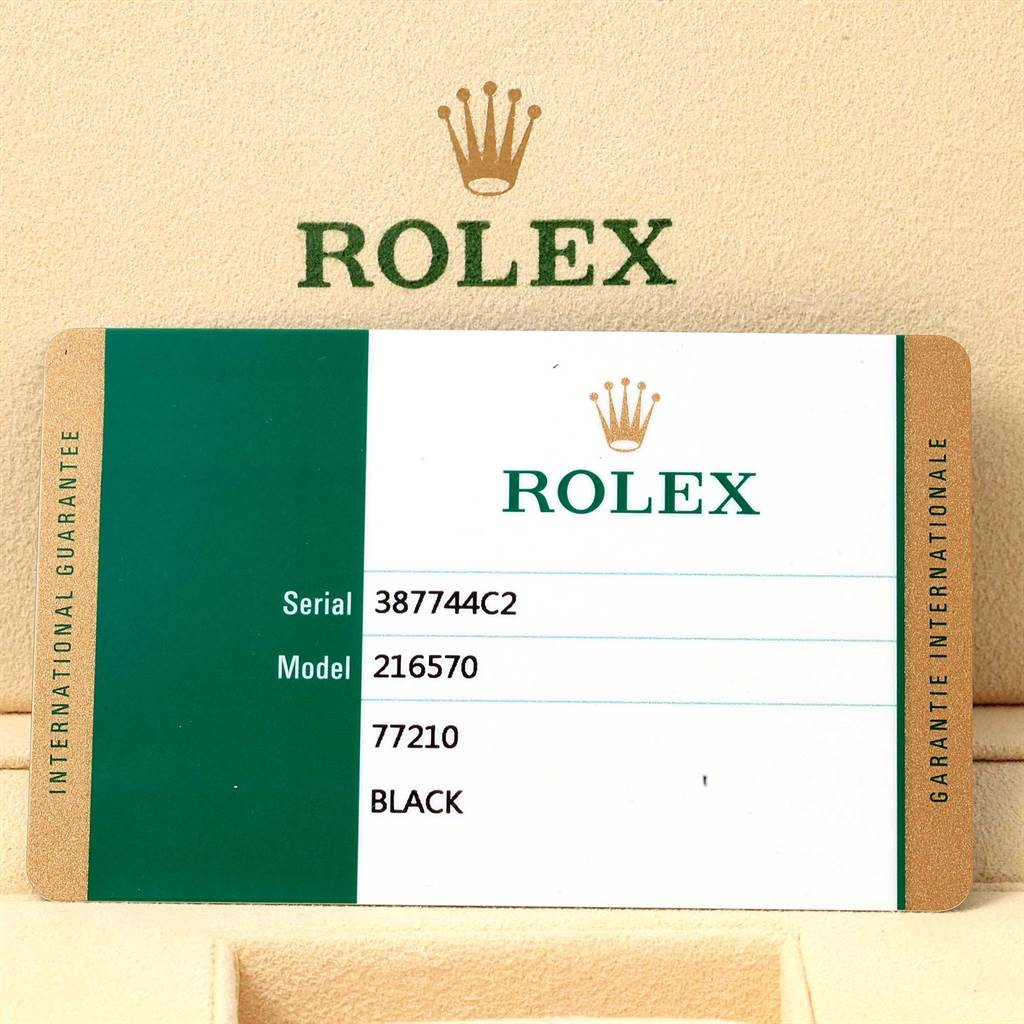 ROLEX
INTERNATIONAL GUARANTEE
ROLEX
Serial 387744C2
Model 216570
77210
BLACK
GARANTIE INTERNATIONALE